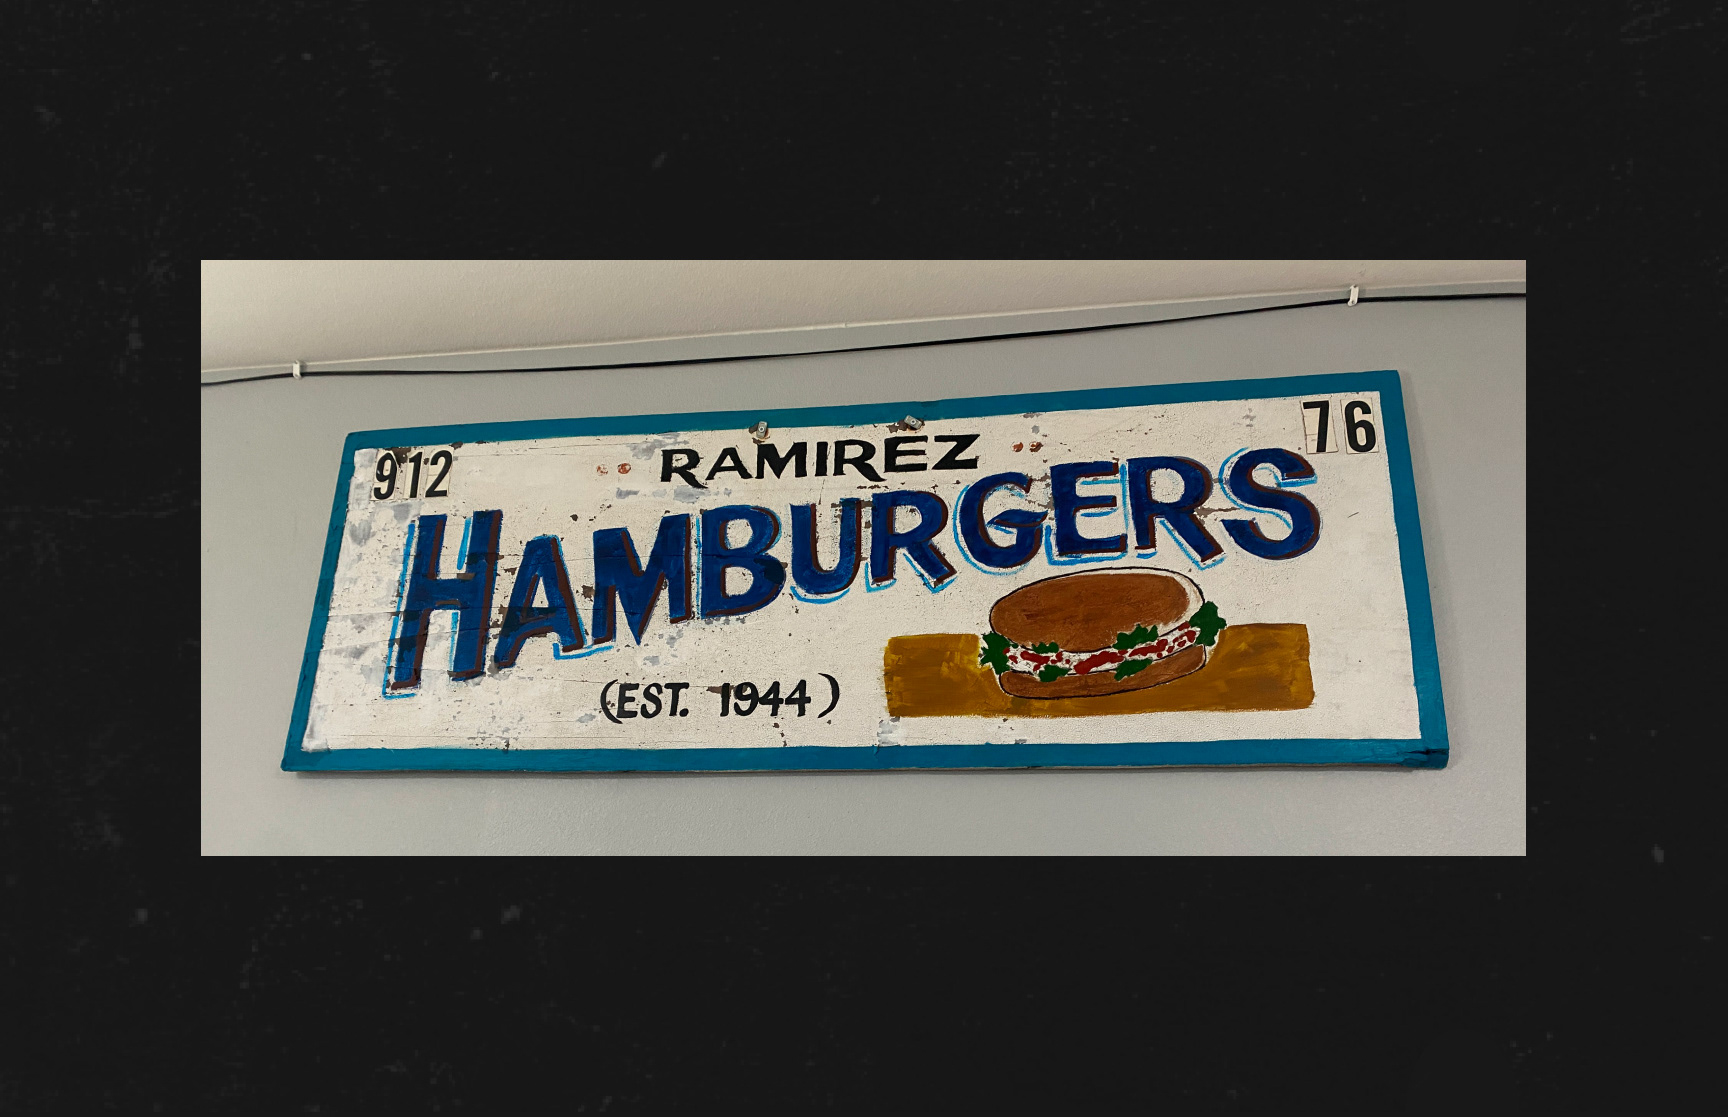 912
76
RAMIREZ
HAMBURGERS
(EST. 1944)